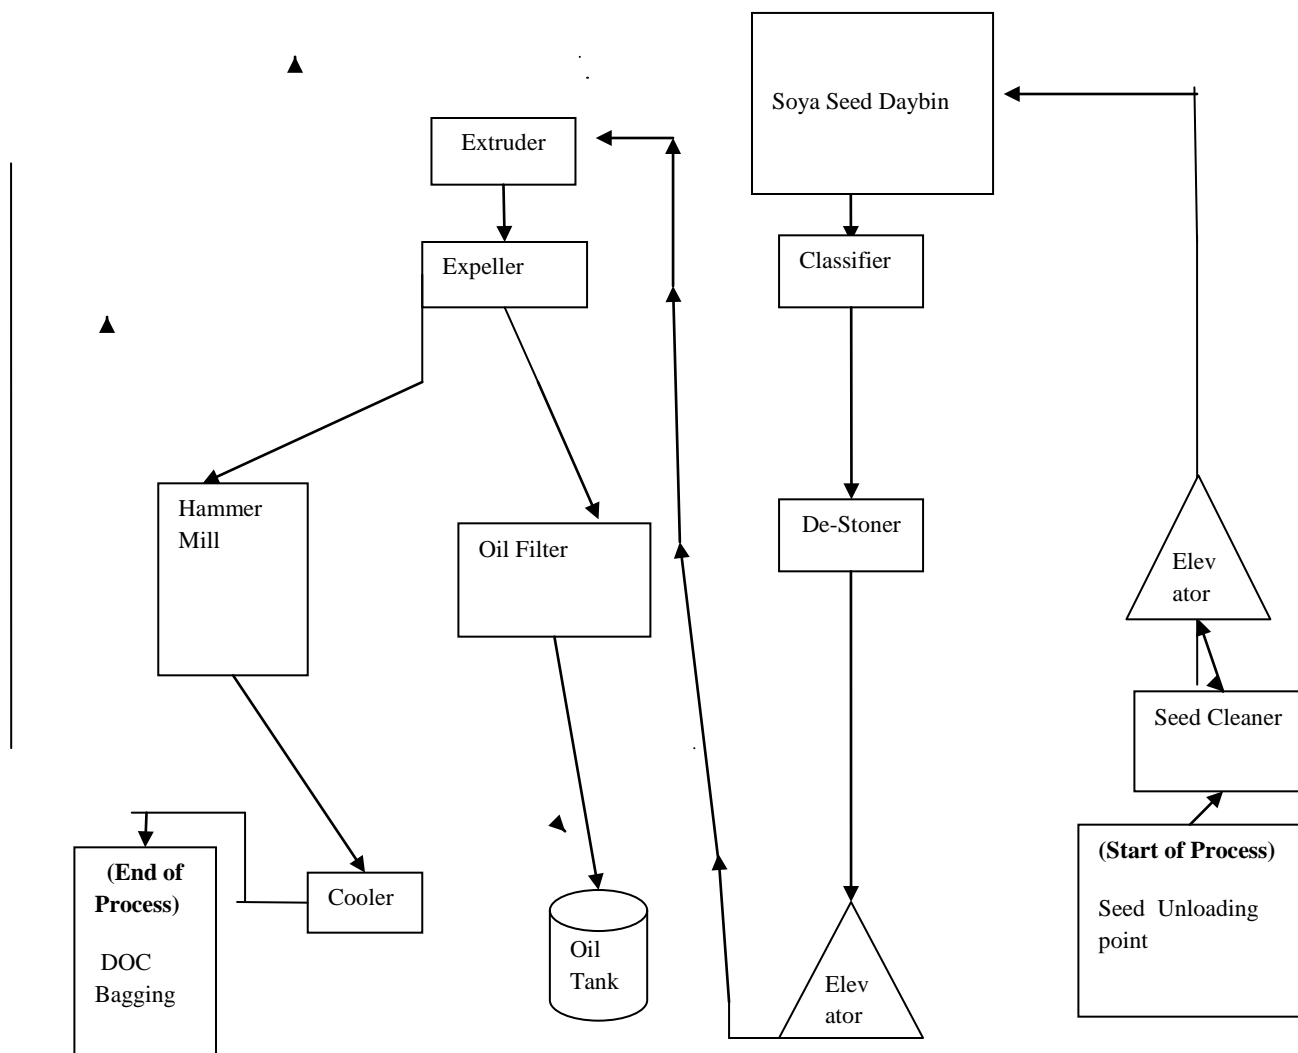 Soya Seed Daybin
Extruder
Classifier
Expeller
Hammer
Mill
De-Stoner
Oil Filter
Elev
ator
Seed Cleaner
(Start of Process)
Seed Unloading
point
(End of
Process)
DOC
Bagging
Cooler
Oil
Tank
Elev
ator